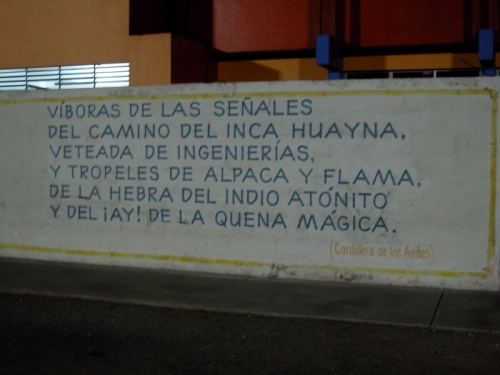 VÍBORAS DE LAS SEÑALES
DEL CAMINO DEL INCA HUAYNA,
VETEADA DE INGENIERÍAS,
Y TROPELES DE ALPACA Y FLAMA,
DE LA HEBRA DEL INDIO ATÓNITO
Y DEL ¡AY! DE LA QUENA MÁGICA.
(Cordillera de los Andes)